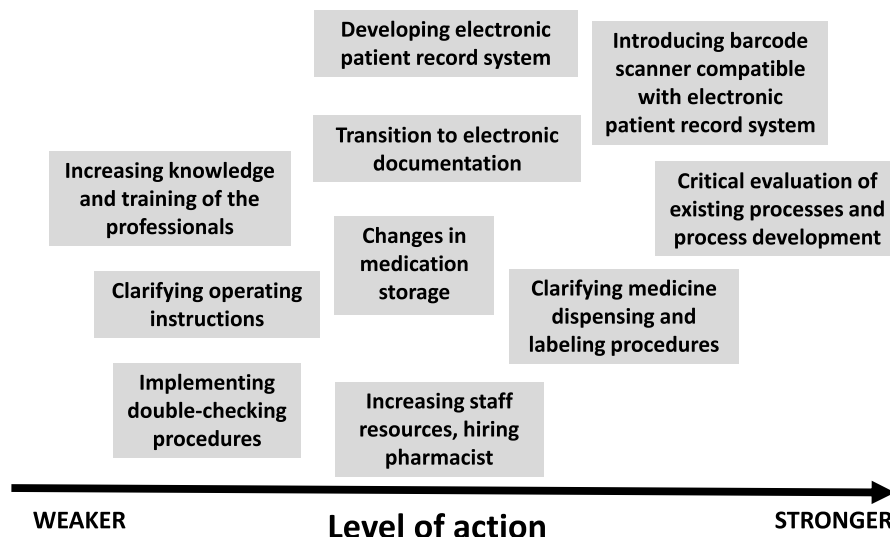 Developing electronic
patient record system
Introducing barcode
scanner compatible
with electronic
patient record system
Transition to electronic
documentation
Increasing knowledge
and training of the
professionals
Critical evaluation of
existing processes and
process development
Changes in
medication
storage
Clarifying operating
instructions
Clarifying medicine
dispensing and
labeling procedures
Implementing
double-checking
procedures
Increasing staff
resources, hiring
pharmacist
WEAKER
Level of action
STRONGER